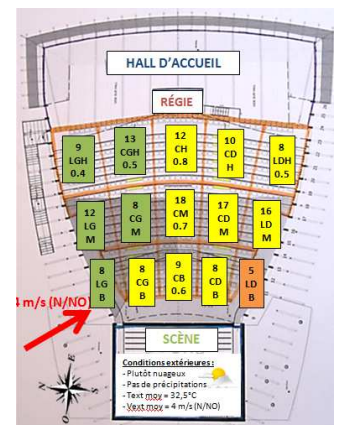 HALL D'ACCUEIL
RÉGIE
9
LGH
0.4
13
CGH
0.5
12
CH
0.8
10
CD
H
8
LDH
0.5
12
LG
M
8
CG
M
18
CM
0.7
17
CD
M
16
LD
M
8
LG
B
8
CG
B
9
CB
0.6
8
CD
B
5
LD
B
4 m/s (N/NO)
SCÈNE
Conditions extérieures :
- Plutôt nuageux
- Pas de précipitations
- Text moy = 32,5°C
- Vext moy = 4 m/s (N/NO)
N
E
S
O